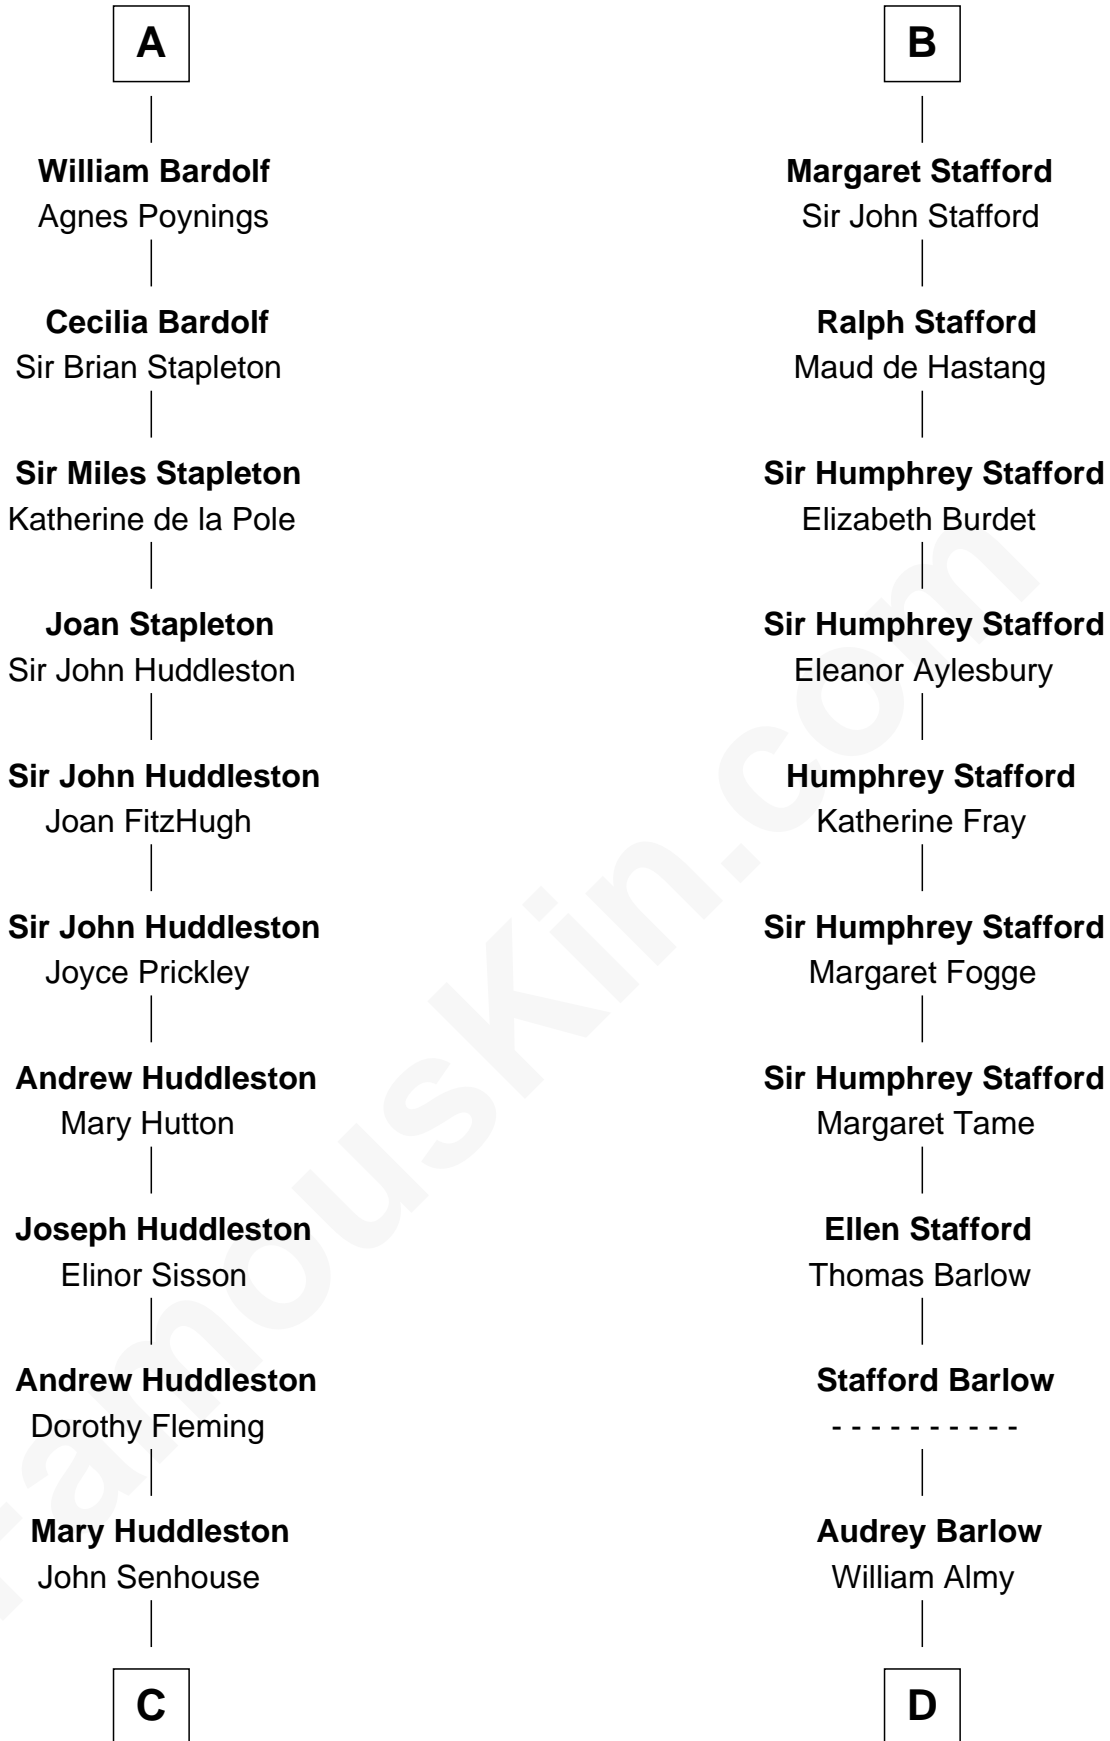 A
William Bardolf
Agnes Poynings
Cecilia Bardolf
Sir Brian Stapleton
Sir Miles Stapleton
Katherine de la Pole
Joan Stapleton
Sir John Huddleston
Sir John Huddleston
Joan FitzHugh
Sir John Huddleston
Joyce Prickley
Andrew Huddleston
Mary Hutton
Joseph Huddleston
Elinor Sisson
Andrew Huddleston
Dorothy Fleming
Mary Huddleston
John Senhouse
C
B
Margaret Stafford
Sir John Stafford
Ralph Stafford
Maud de Hastang
Sir Humphrey Stafford
Elizabeth Burdet
Sir Humphrey Stafford
Eleanor Aylesbury
Humphrey Stafford
Katherine Fray
Sir Humphrey Stafford
Margaret Fogge
Sir Humphrey Stafford
Margaret Tame
Ellen Stafford
Thomas Barlow
Stafford Barlow
- - - - - - - - - -
Audrey Barlow
William Almy
D
FamousKin.com